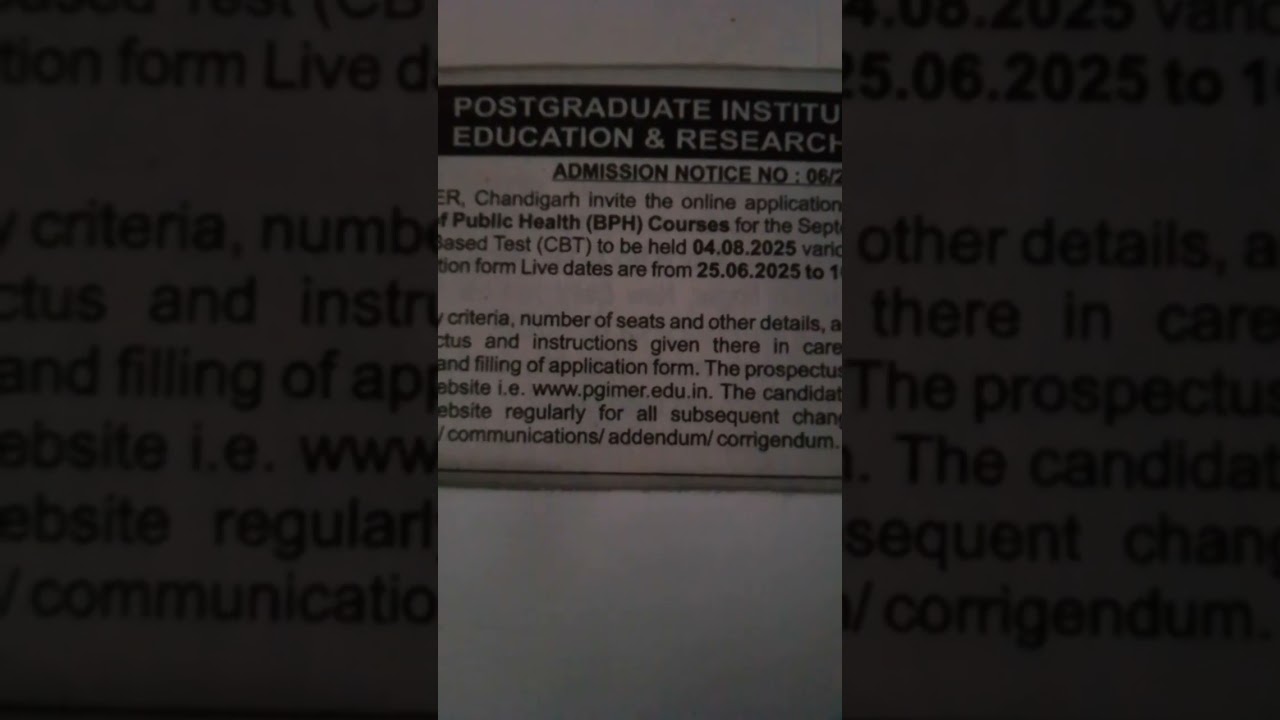 POSTGRADUATE INSTITU
EDUCATION & RESEARCH
ADMISSION NOTICE NO : 06/2
ER, Chandigarh invite the online application
f Public Health (BPH) Courses for the Sept
Based Test (CBT) to be held 04.08.2025 vario
tion form Live dates are from 25.06.2025 to 1
y criteria, number of seats and other details, a
ctus and instructions given there in care
and filling of application form. The prospectus
ebsite i.e. www.pgimer.edu.in. The candidat
ebsite regularly for all subsequent chang
/ communications/ addendum/ corrigendum.